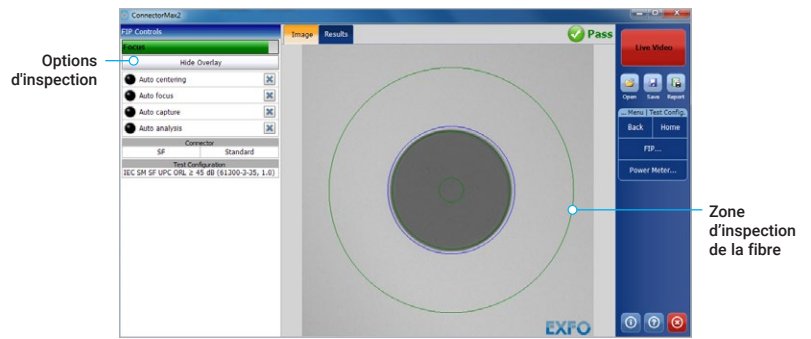 ConnectorMax2
FIP Controls
Focus
Hide Overlay
Auto centering
Auto focus
Auto capture
Auto analysis
Connector
SF Standard
Test Configuration
IEC SM SF UPC ORL ≥ 45 dB (61300-3-35, 1.0)
Image Results
Pass
EXFO
Live Video
Open Save Report
... Menu | Test Config.
Back Home
FIP...
Power Meter...
Options
d'inspection
Zone
d’inspection
de la fibre